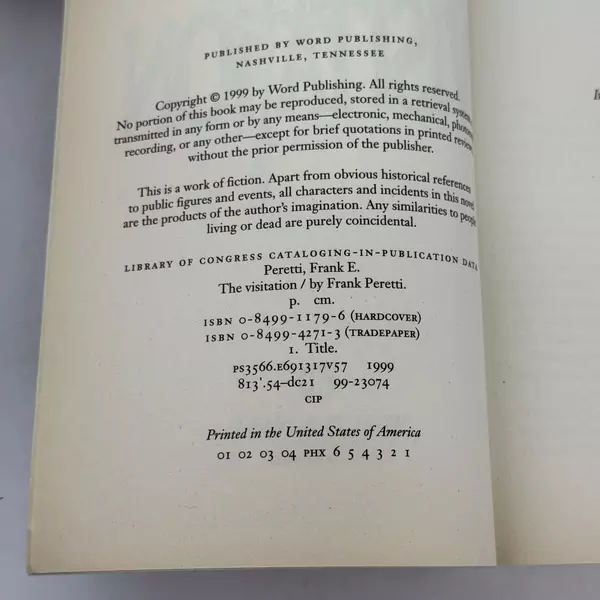 PUBLISHED BY WORD PUBLISHING,
NASHVILLE, TENNESSEE
Copyright © 1999 by Word Publishing. All rights reserved.
No portion of this book may be reproduced, stored in a retrieval system,
transmitted in any form or by any means—electronic, mechanical,
recording, or any other—except for brief quotations in printed
without the prior permission of the publisher.
This is a work of fiction. Apart from obvious historical references
to public figures and events, all characters and incidents in this novel
are the products of the author's imagination. Any similarities to people
living or dead are purely coincidental.
LIBRARY OF CONGRESS CATALOGING-IN-PUBLICATION DATA
Peretti, Frank E.
The visitation / by Frank Peretti.
p. cm.
ISBN 0-8499-1179-6 (HARDCOVER)
ISBN 0-8499-4271-3 (TRADEPAPER)
1. Title.
PS3566.E691317V57 1999
813'.54—dc21 99-23074
CIP
Printed in the United States of America
01 02 03 04 PHX 6 5 4 3 2 1